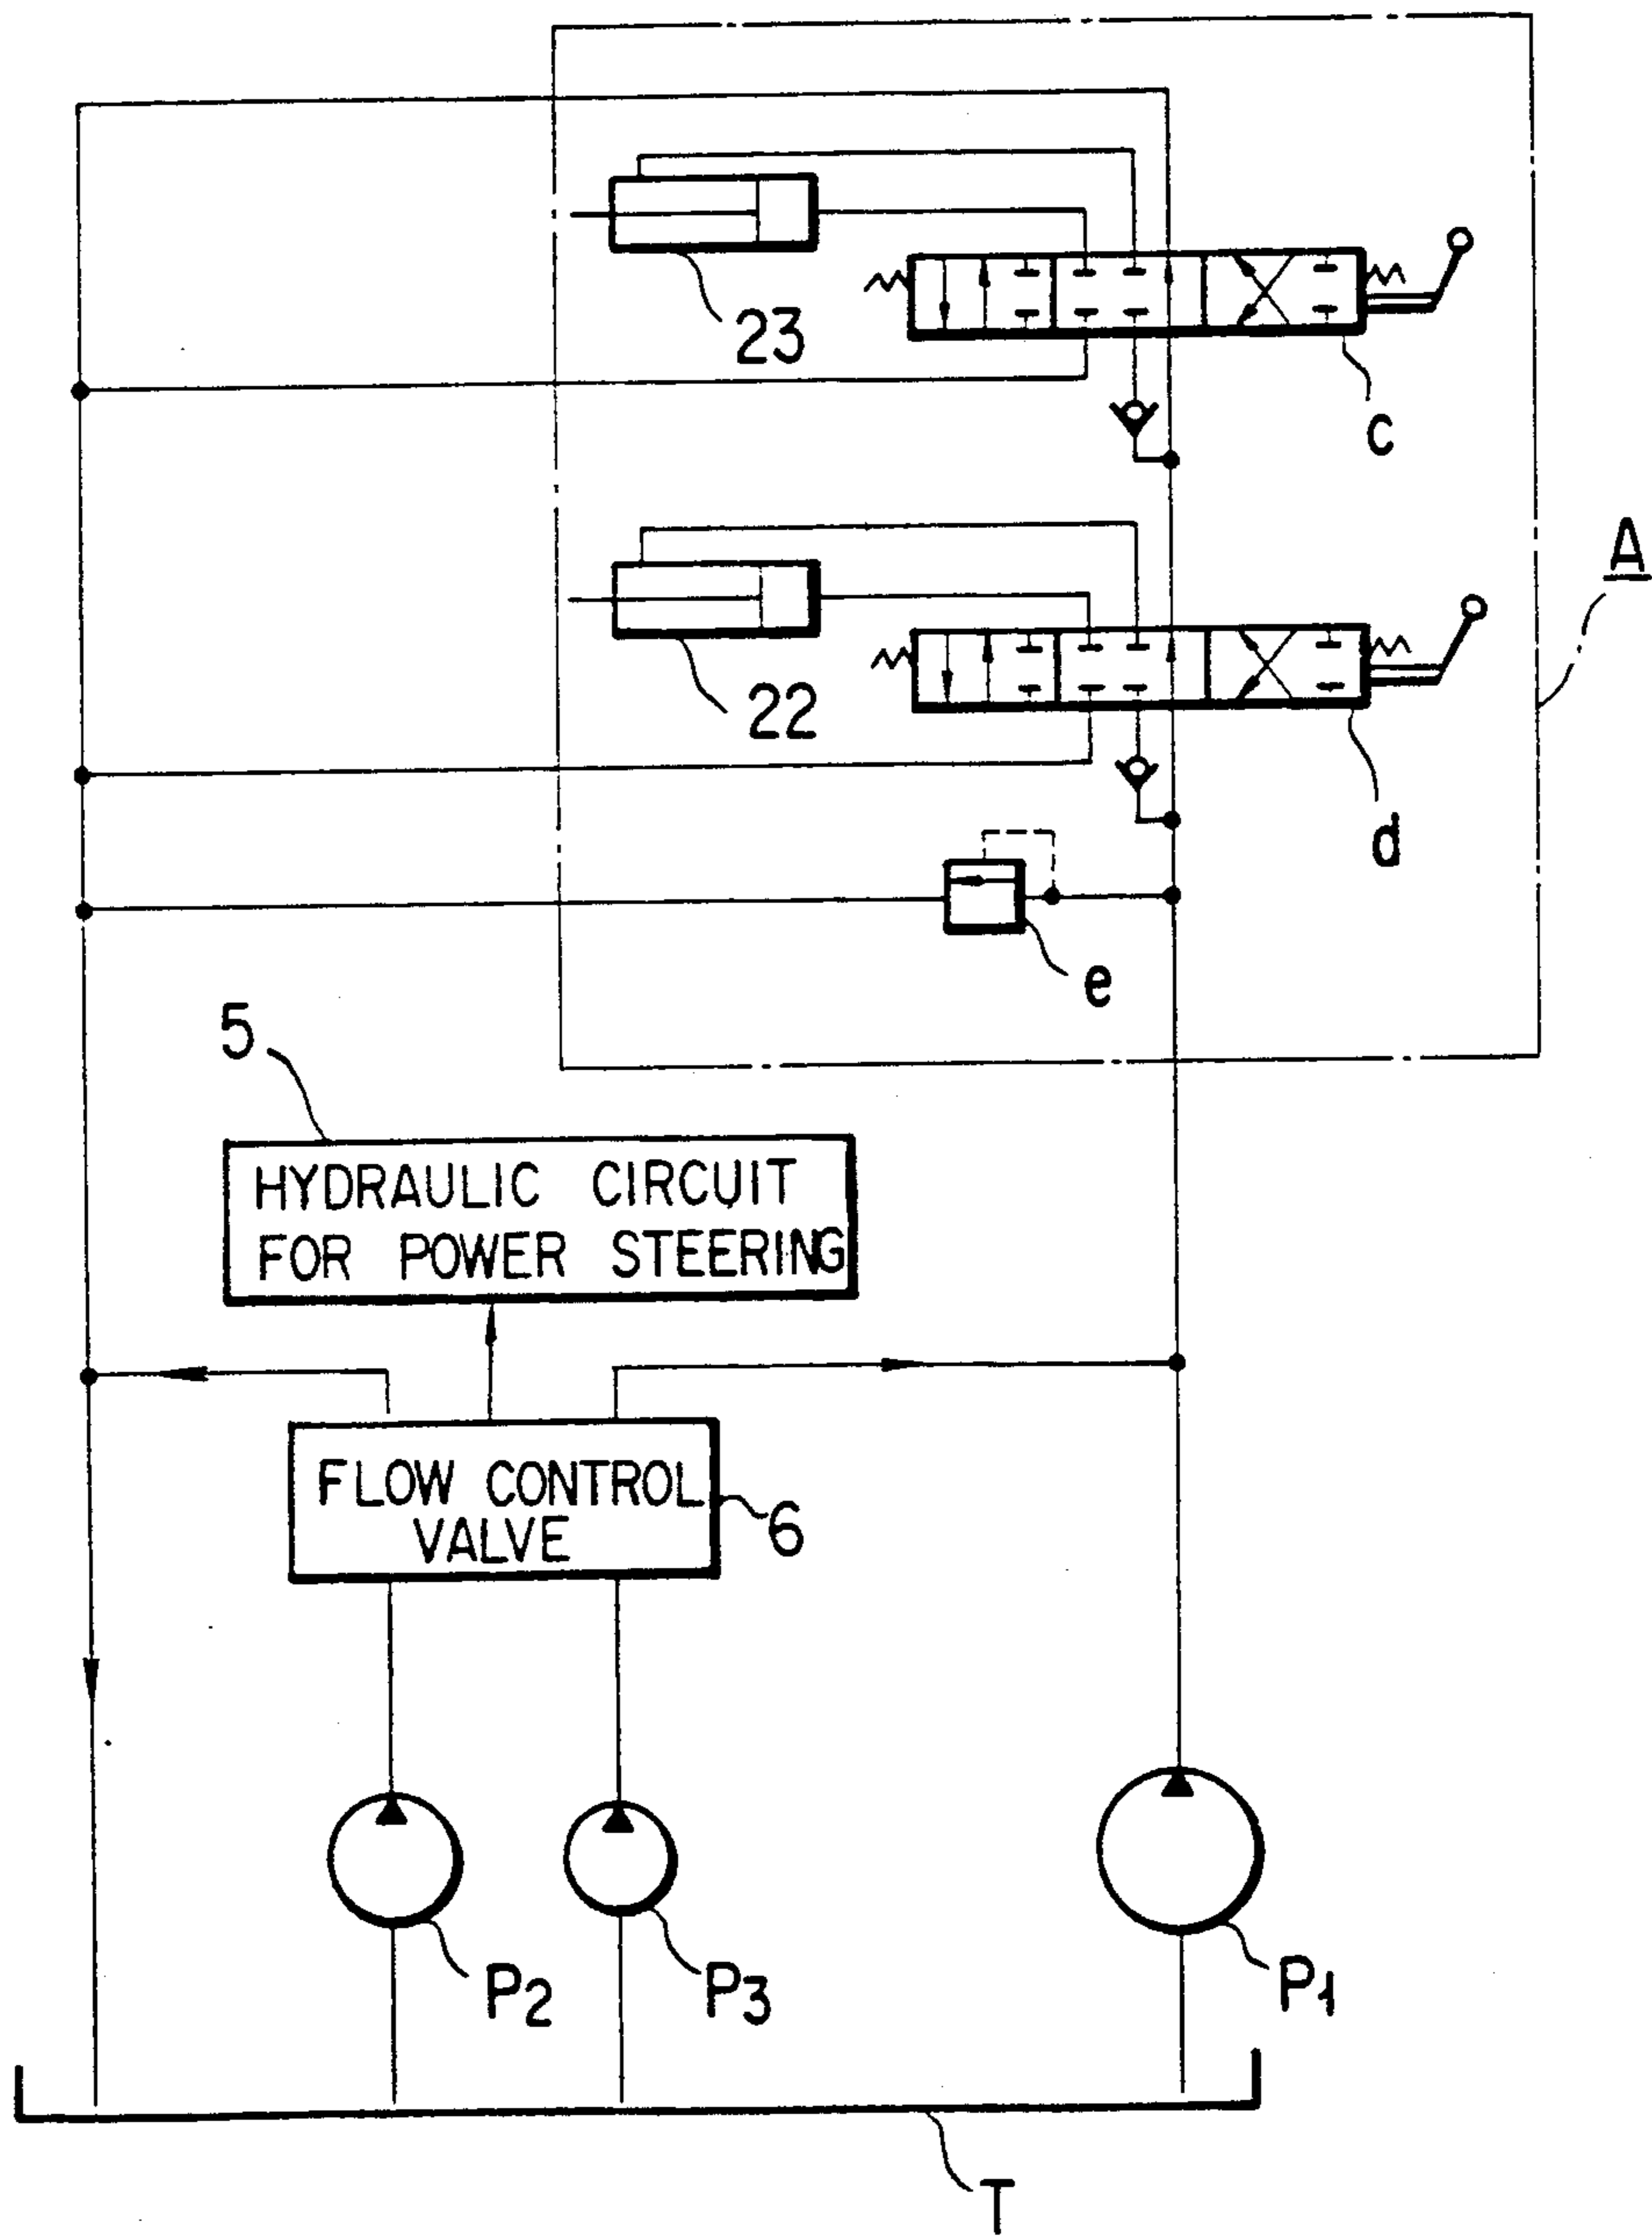 23
c
A
22
d
e
5
HYDRAULIC CIRCUIT
FOR POWER STEERING
FLOW CONTROL
VALVE
6
P2
P3
P1
T